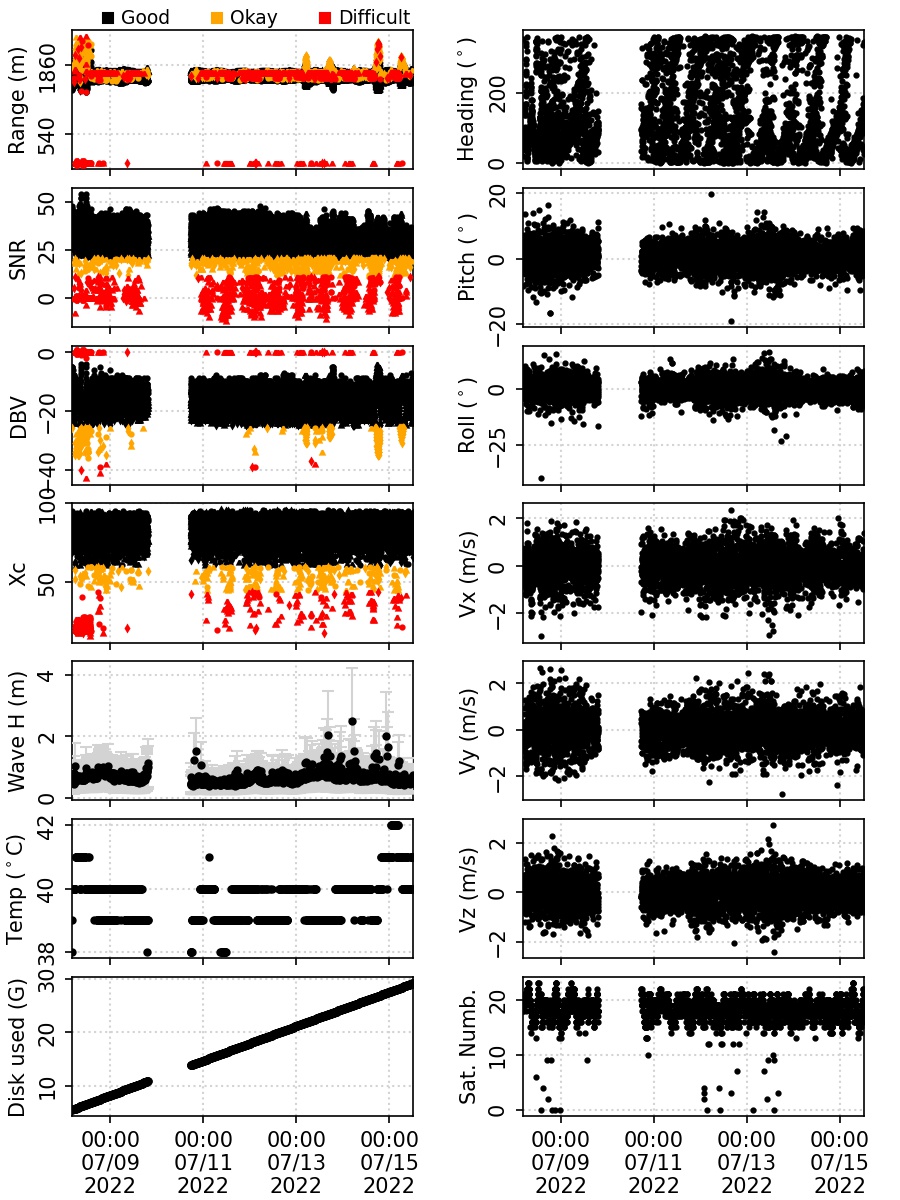 Good Okay Difficult
Range (m)
1860
540
SNR
50
25
0
DBV
0
−20
−40
Xc
100
50
Wave H (m)
4
2
0
Temp (°C)
42
40
38
Disk used (G)
30
20
10
00:00 00:00 00:00 00:00
07/09 07/11 07/13 07/15
2022 2022 2022 2022
Heading (°)
200
0
Pitch (°)
20
0
−20
Roll (°)
0
−25
Vx (m/s)
2
0
−2
Vy (m/s)
2
0
−2
Vz (m/s)
2
0
−2
Sat. Numb.
20
10
0
00:00 00:00 00:00 00:00
07/09 07/11 07/13 07/15
2022 2022 2022 2022